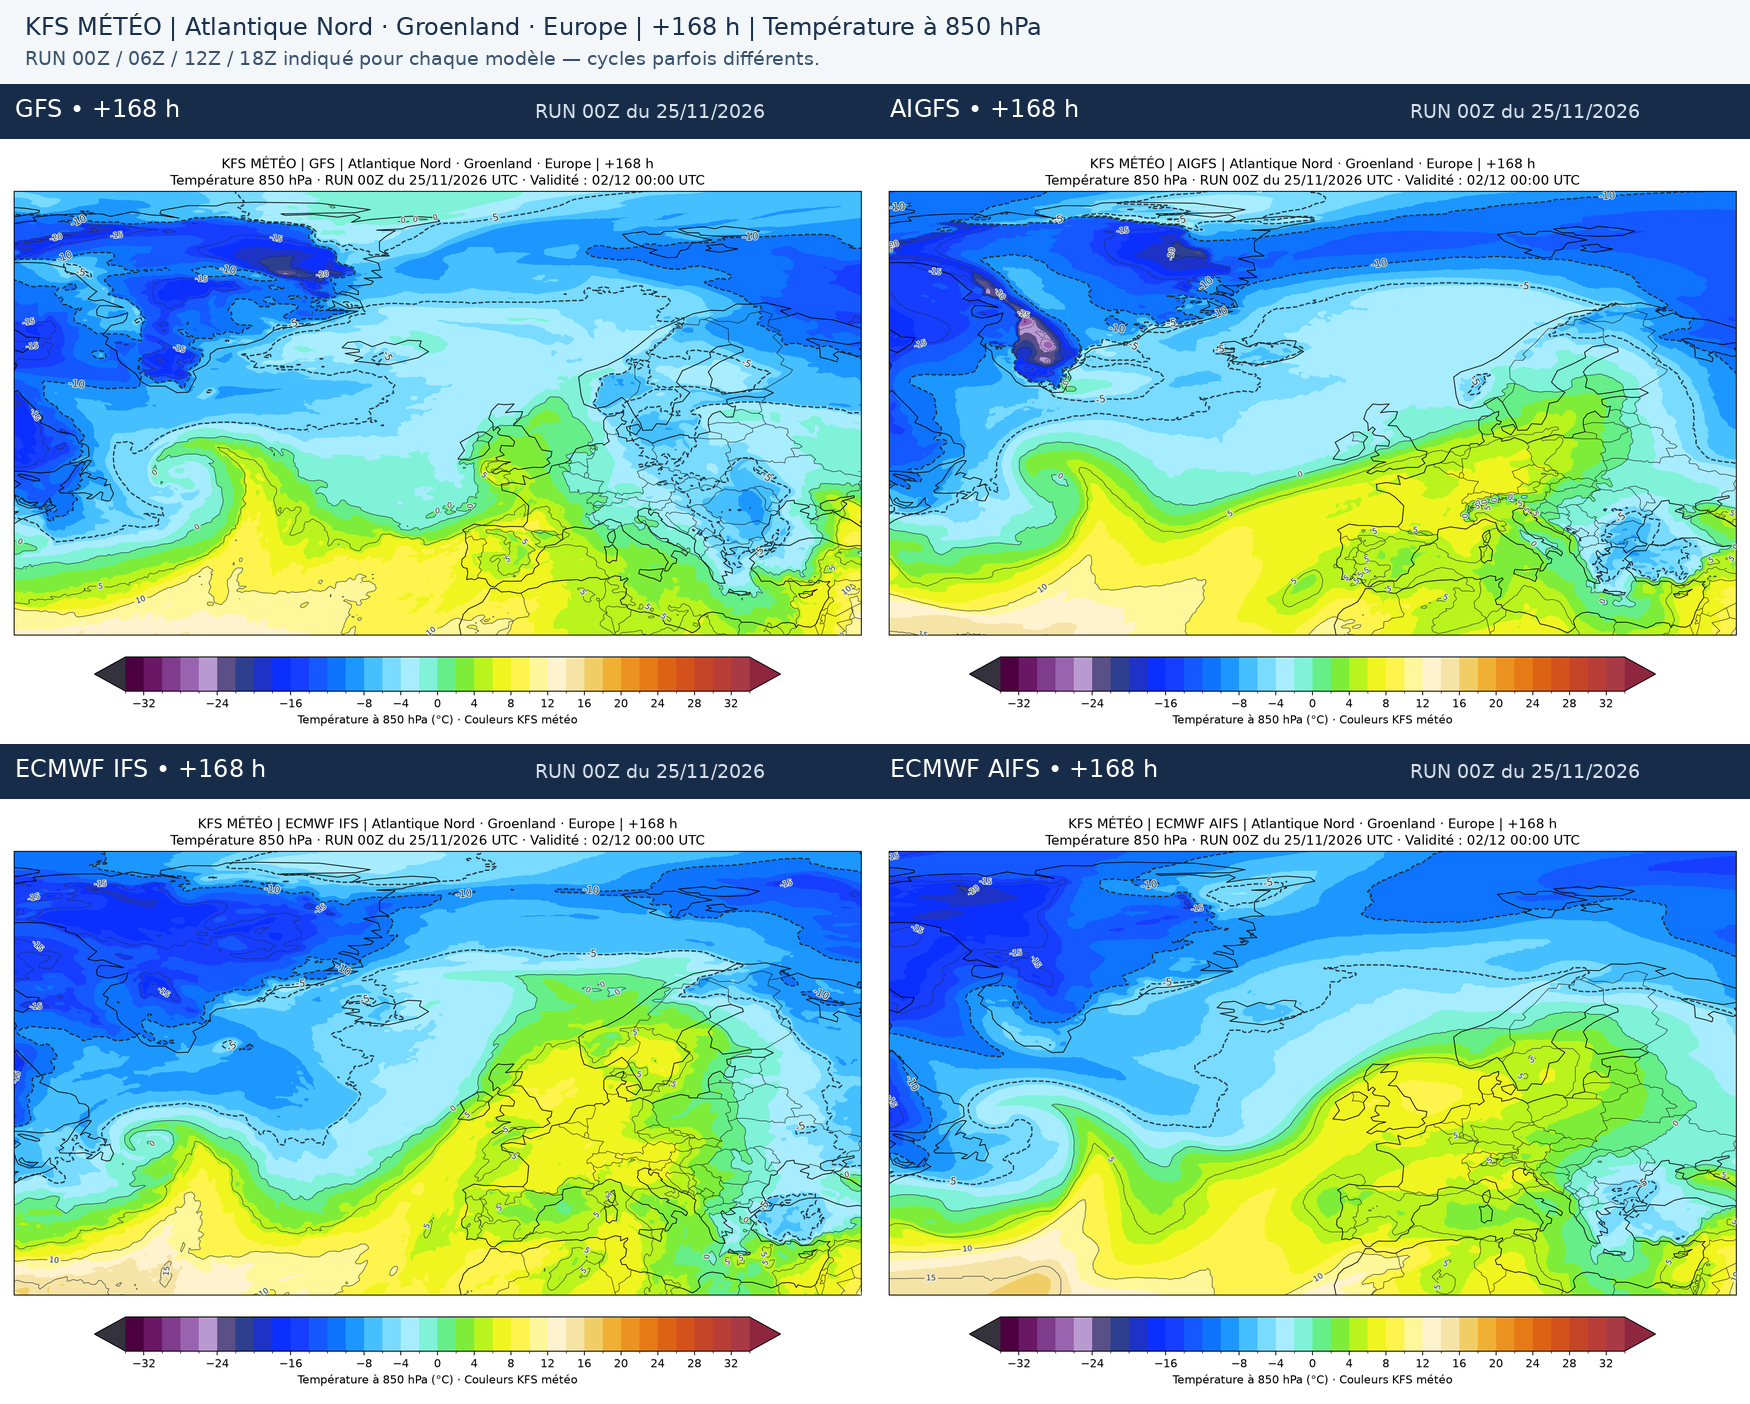 KFS MÉTÉO | Atlantique Nord · Groenland · Europe | +168 h | Température à 850 hPa
RUN 00Z / 06Z / 12Z / 18Z indiqué pour chaque modèle — cycles parfois différents.
GFS • +168 h
RUN 00Z du 25/11/2026
AIGFS • +168 h
RUN 00Z du 25/11/2026
KFS MÉTÉO | GFS | Atlantique Nord · Groenland · Europe | +168 h
Température 850 hPa · RUN 00Z du 25/11/2026 UTC · Validité : 02/12 00:00 UTC
KFS MÉTÉO | AIGFS | Atlantique Nord · Groenland · Europe | +168 h
Température 850 hPa · RUN 00Z du 25/11/2026 UTC · Validité : 02/12 00:00 UTC
−32 −24 −16 −8 −4 0 4 8 12 16 20 24 28 32
Température à 850 hPa (°C) · Couleurs KFS météo
−32 −24 −16 −8 −4 0 4 8 12 16 20 24 28 32
Température à 850 hPa (°C) · Couleurs KFS météo
ECMWF IFS • +168 h
RUN 00Z du 25/11/2026
ECMWF AIFS • +168 h
RUN 00Z du 25/11/2026
KFS MÉTÉO | ECMWF IFS | Atlantique Nord · Groenland · Europe | +168 h
Température 850 hPa · RUN 00Z du 25/11/2026 UTC · Validité : 02/12 00:00 UTC
KFS MÉTÉO | ECMWF AIFS | Atlantique Nord · Groenland · Europe | +168 h
Température 850 hPa · RUN 00Z du 25/11/2026 UTC · Validité : 02/12 00:00 UTC
−32 −24 −16 −8 −4 0 4 8 12 16 20 24 28 32
Température à 850 hPa (°C) · Couleurs KFS météo
−32 −24 −16 −8 −4 0 4 8 12 16 20 24 28 32
Température à 850 hPa (°C) · Couleurs KFS météo